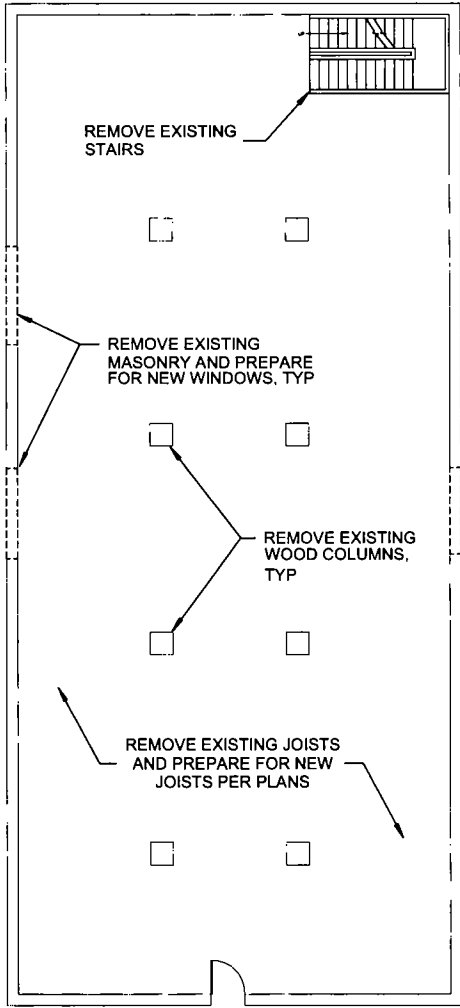 REMOVE EXISTING
STAIRS
REMOVE EXISTING
MASONRY AND PREPARE
FOR NEW WINDOWS, TYP
REMOVE EXISTING
WOOD COLUMNS,
TYP
REMOVE EXISTING JOISTS
AND PREPARE FOR NEW
JOISTS PER PLANS